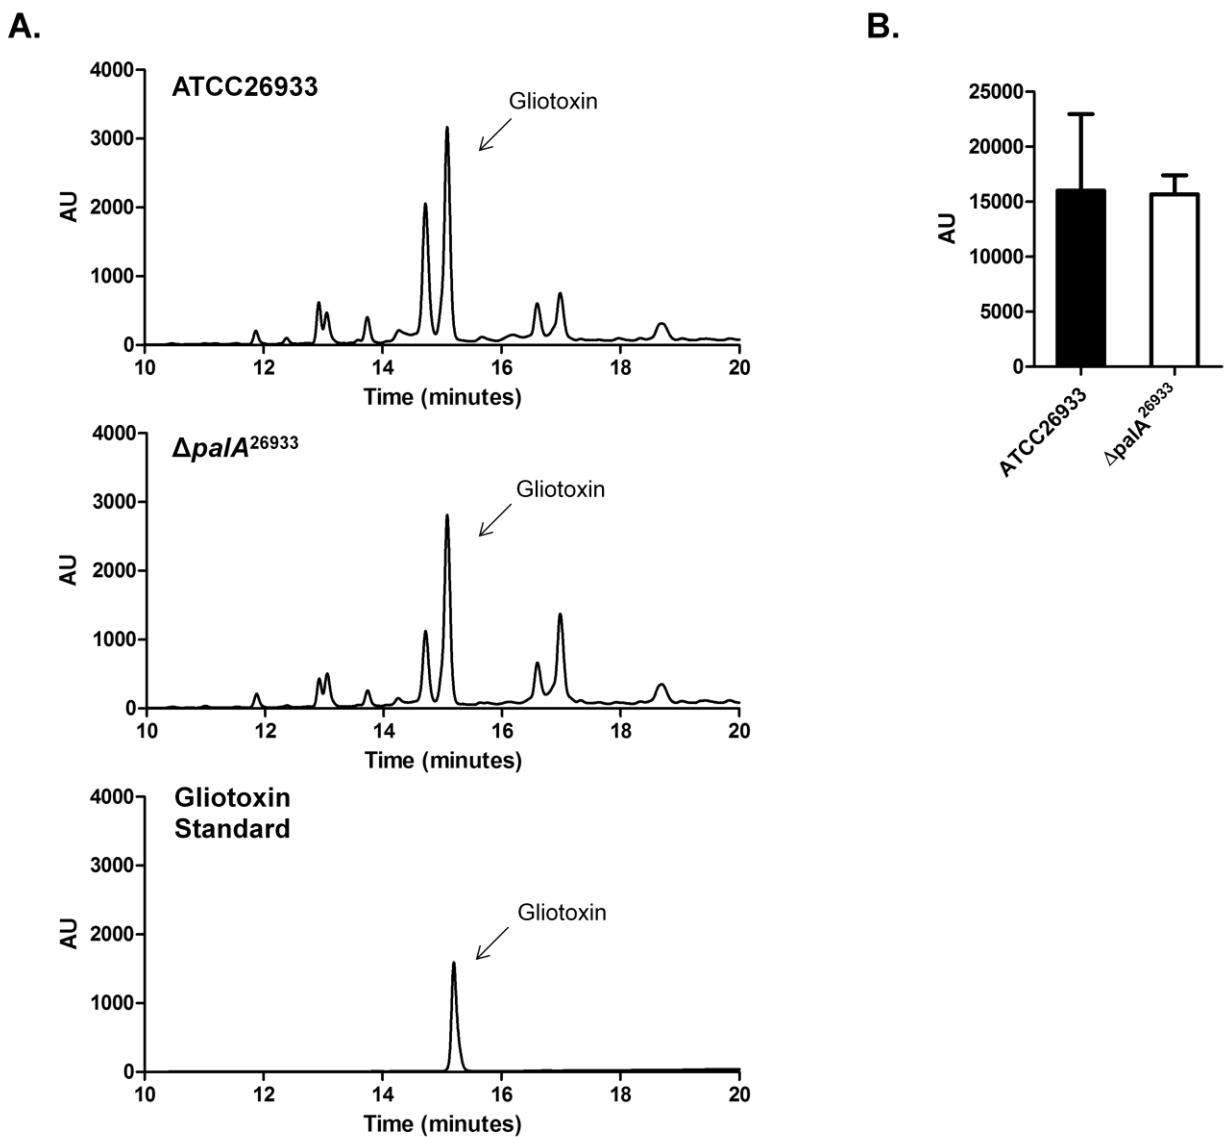 A.
ATCC26933
Gliotoxin
AU
4000
3000
2000
1000
0
10 12 14 16 18 20
Time (minutes)
ΔpalA26933
Gliotoxin
AU
4000
3000
2000
1000
0
10 12 14 16 18 20
Time (minutes)
Gliotoxin
Standard
Gliotoxin
AU
4000
3000
2000
1000
0
10 12 14 16 18 20
Time (minutes)
B.
AU
25000
20000
15000
10000
5000
0
ATCC26933
ΔpalA26933